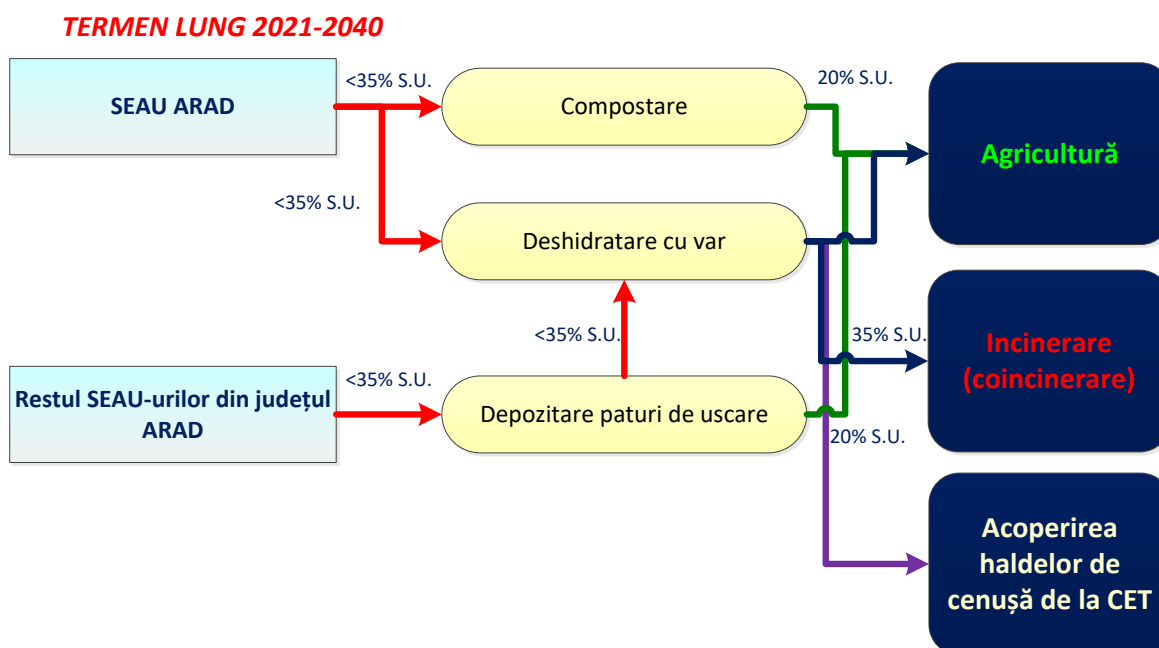 TERMEN LUNG 2021-2040
<35% S.U.
20% S.U.
SEAU ARAD
Compostare
Agricultură
<35% S.U.
Deshidratare cu var
<35% S.U.
35% S.U.
Incinerare
(coincinerare)
<35% S.U.
Restul SEAU-urilor din județul
ARAD
Depozitare paturi de uscare
20% S.U.
Acoperirea
haldelor de
cenușă de la CET